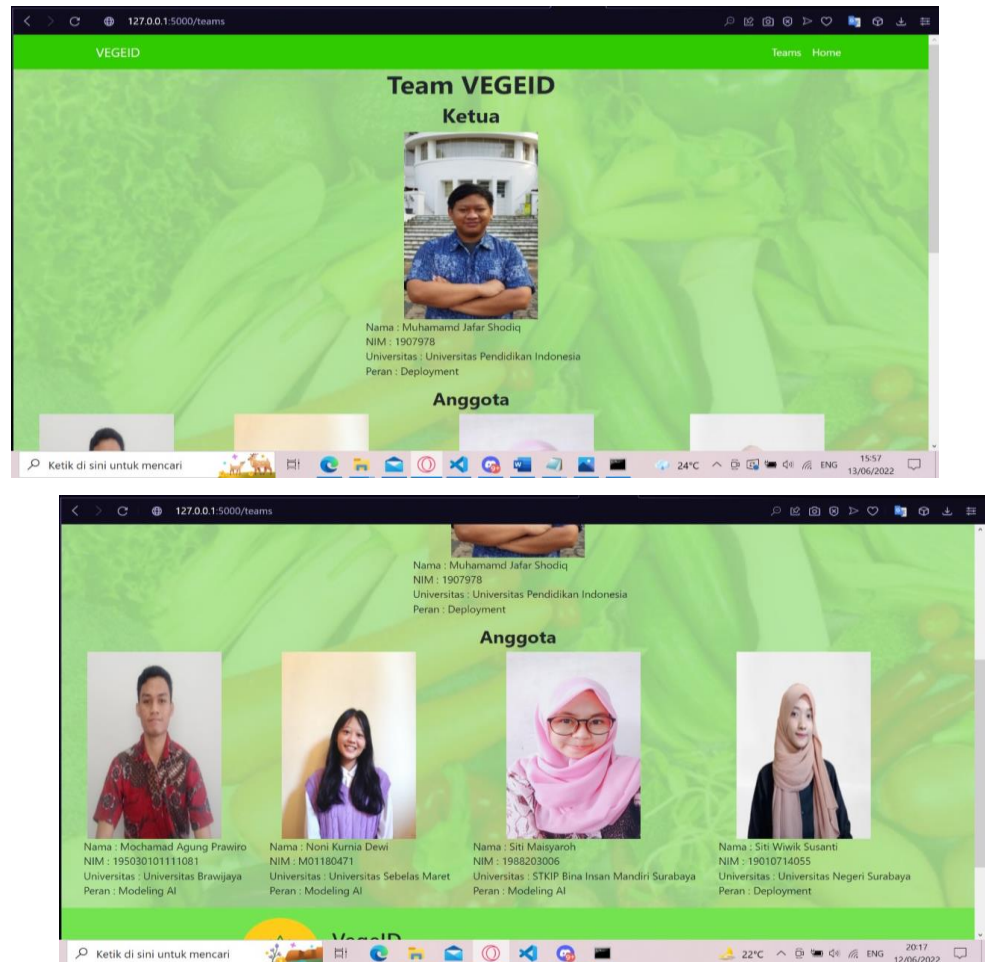 127.0.0.1:5000/teams
VEGEID
Teams Home
Team VEGEID
Ketua
Nama : Muhamamd Jafar Shodiq
NIM : 1907978
Universitas : Universitas Pendidikan Indonesia
Peran : Deployment
Anggota
Ketik di sini untuk mencari
24°C
ENG
15:57
13/06/2022
127.0.0.1:5000/teams
Nama : Muhamamd Jafar Shodiq
NIM : 1907978
Universitas : Universitas Pendidikan Indonesia
Peran : Deployment
Anggota
Nama : Mochamad Agung Prawiro
NIM : 195030101111081
Universitas : Universitas Brawijaya
Peran : Modeling AI
Nama : Noni Kurnia Dewi
NIM : M01180471
Universitas : Universitas Sebelas Maret
Peran : Modeling AI
Nama : Siti Maisyaroh
NIM : 1988203006
Universitas : STKIP Bina Insan Mandiri Surabaya
Peran : Modeling AI
Nama : Siti Wiwik Susanti
NIM : 19010714055
Universitas : Universitas Negeri Surabaya
Peran : Deployment
VegeID
Ketik di sini untuk mencari
22°C
ENG
20:17
12/06/2022